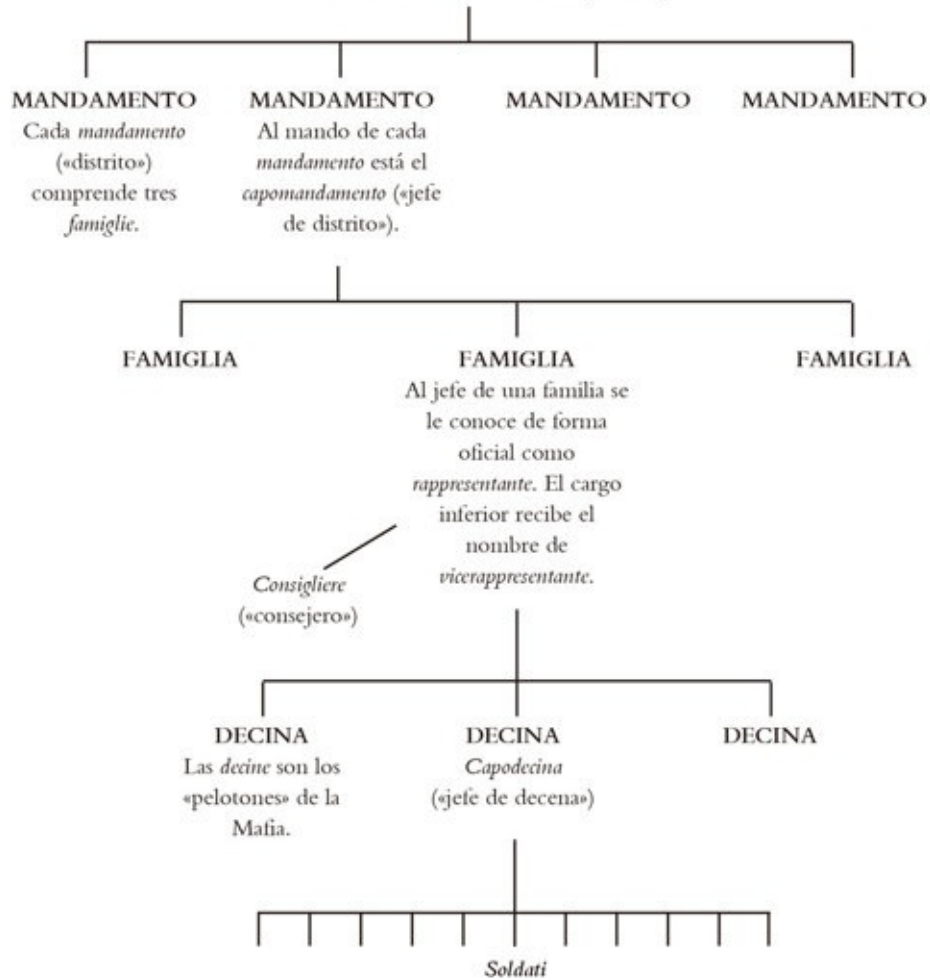 MANDAMENTO
Cada mandamento
(«distrito»)
comprende tres
famiglie.
MANDAMENTO
Al mando de cada
mandamento está el
capomandamento («jefe
de distrito»).
MANDAMENTO
MANDAMENTO
FAMIGLIA
FAMIGLIA
Al jefe de una familia se
le conoce de forma
oficial como
rappresentante. El cargo
inferior recibe el
nombre de
vicerappresentante.
FAMIGLIA
Consigliere
(«consejero»)
DECINA
Las decine son los
«pelotones» de la
Mafia.
DECINA
Capodecina
(«jefe de decena»)
DECINA
Soldati